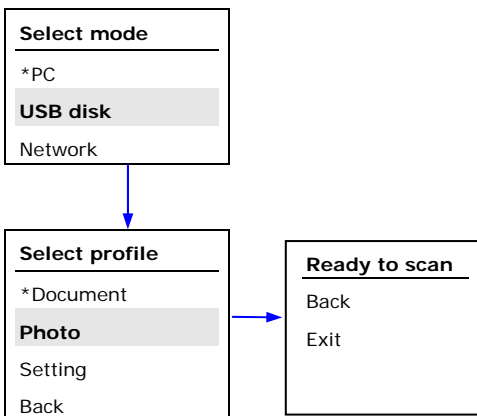 Select mode
*PC
USB disk
Network
Select profile
*Document
Photo
Setting
Back
Ready to scan
Back
Exit